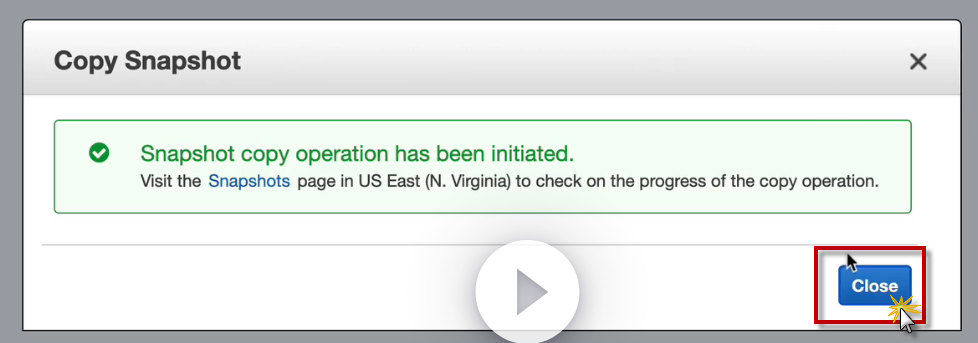 Copy Snapshot
Snapshot copy operation has been initiated.
Visit the Snapshots page in US East (N. Virginia) to check on the progress of the copy operation.
Close